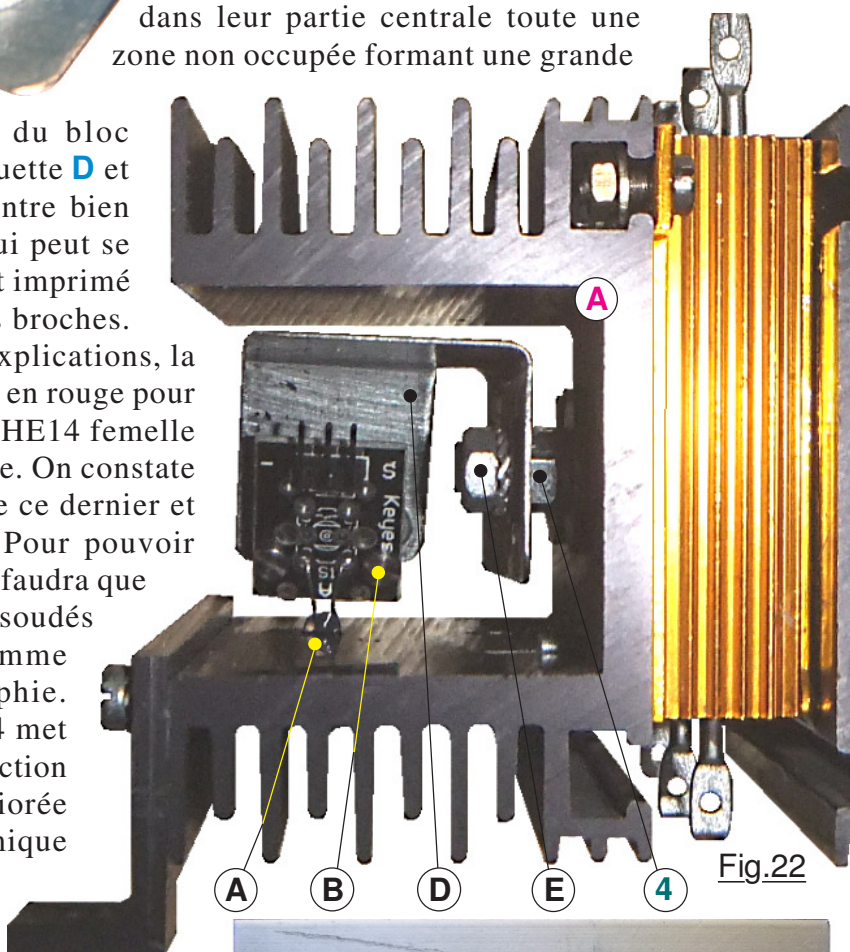 dans leur partie centrale toute une
zone non occupée formant une grande
du bloc
uette D et
ntre bien
ui peut se
t imprimé
s broches.
xplications, la
en rouge pour
HE14 femelle
e. On constate
e ce dernier et
Pour pouvoir
faudra que
soudés
mme
phie.
4 met
ction
iorée
nique
A
S
Keyes
S1
A B D E 4
Fig.22